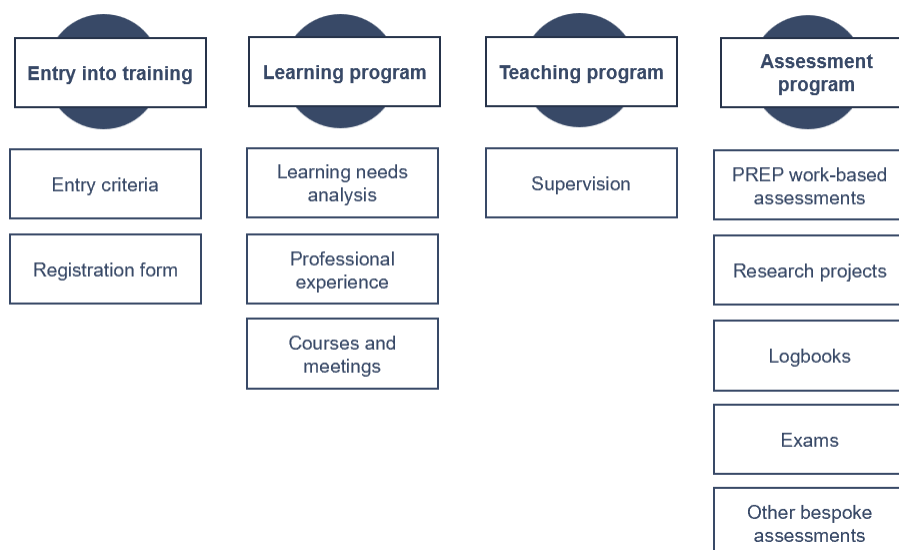 Entry into training
Learning program
Teaching program
Assessment
program
Entry criteria
Registration form
Learning needs
analysis
Professional
experience
Courses and
meetings
Supervision
PREP work-based
assessments
Research projects
Logbooks
Exams
Other bespoke
assessments